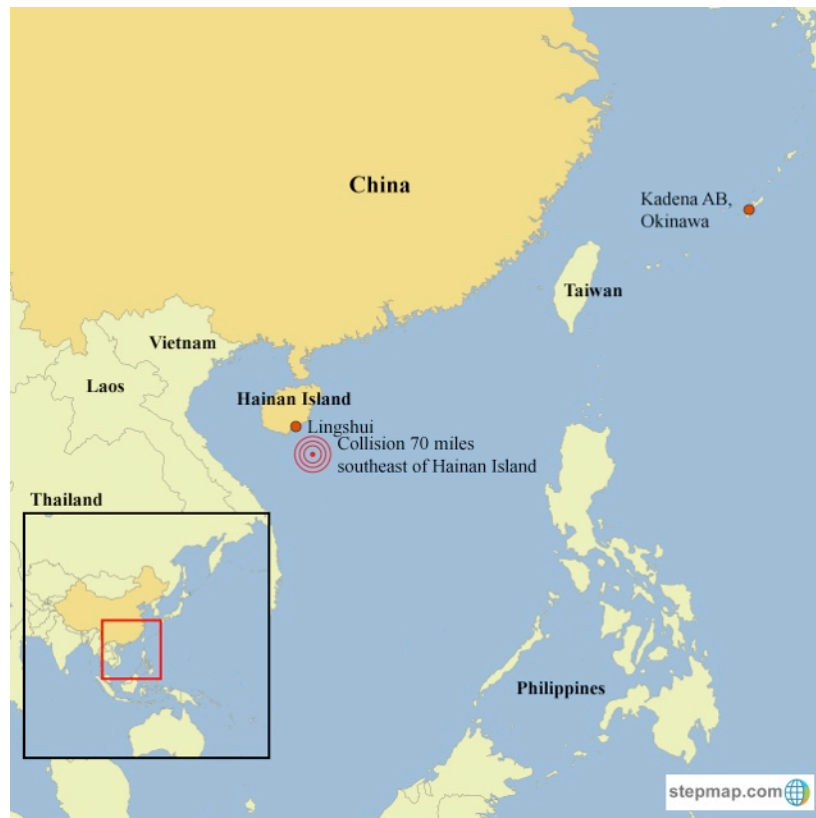 China
Kadena AB,
Okinawa
Taiwan
Vietnam
Laos
Hainan Island
Lingshui
Collision 70 miles
southeast of Hainan Island
Thailand
Philippines
stepmap.com